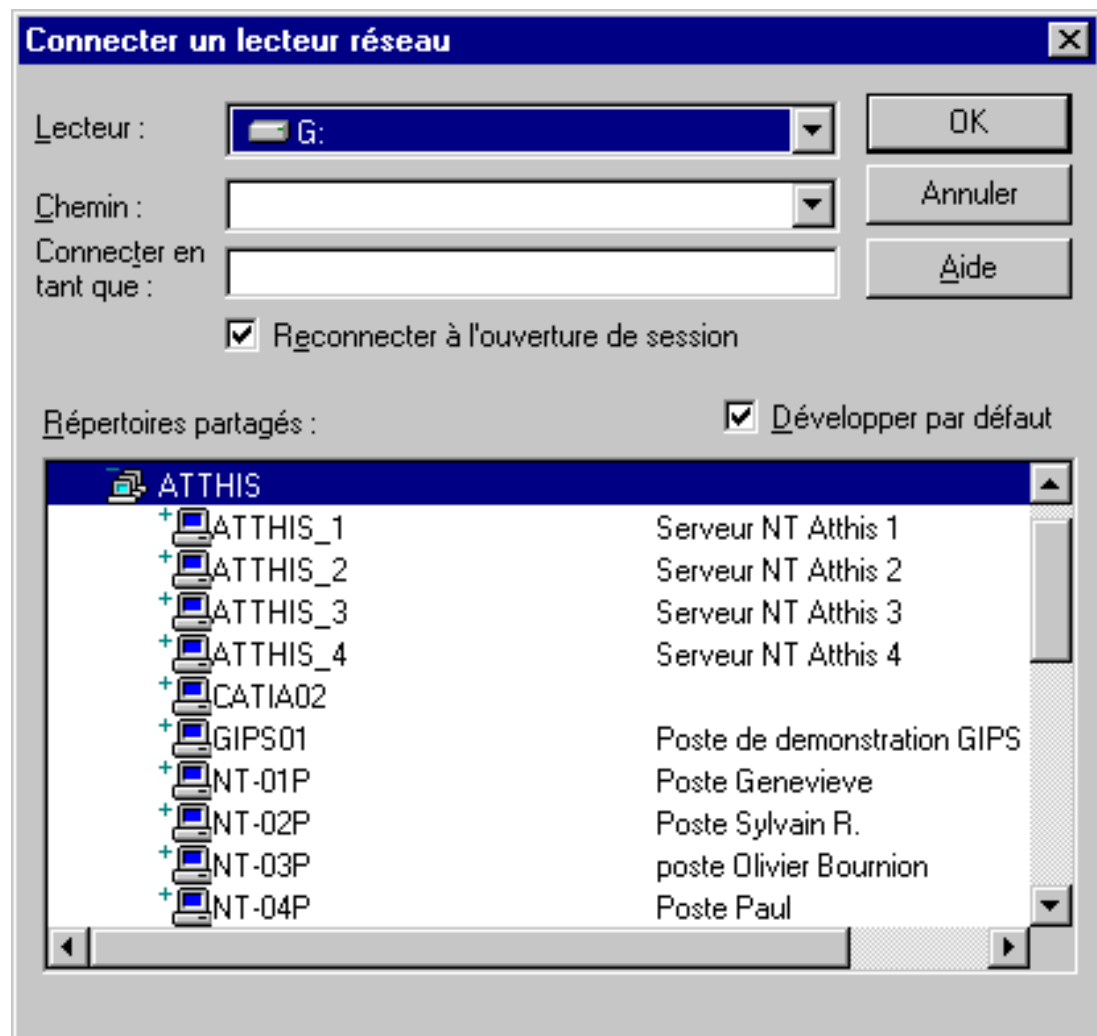 Connecter un lecteur réseau
Lecteur : G: OK
Chemin : Annuler
Connecter en
tant que : Aide
Reconnecter à l'ouverture de session
Répertoires partagés : Développer par défaut
ATTHIS
ATTHIS_1 Serveur NT Atthis 1
ATTHIS_2 Serveur NT Atthis 2
ATTHIS_3 Serveur NT Atthis 3
ATTHIS_4 Serveur NT Atthis 4
CATIA02
GIPS01 Poste de demonstration GIPS
NT-01P Poste Genevieve
NT-02P Poste Sylvain R.
NT-03P poste Olivier Bournion
NT-04P Poste Paul